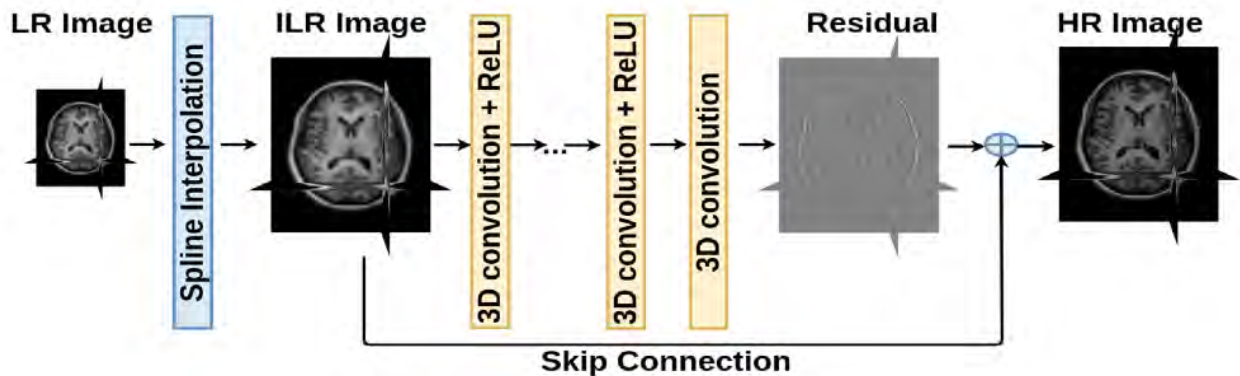 LR Image
Spline Interpolation
ILR Image
3D convolution + ReLU
...
3D convolution + ReLU
3D convolution
Residual
HR Image
Skip Connection